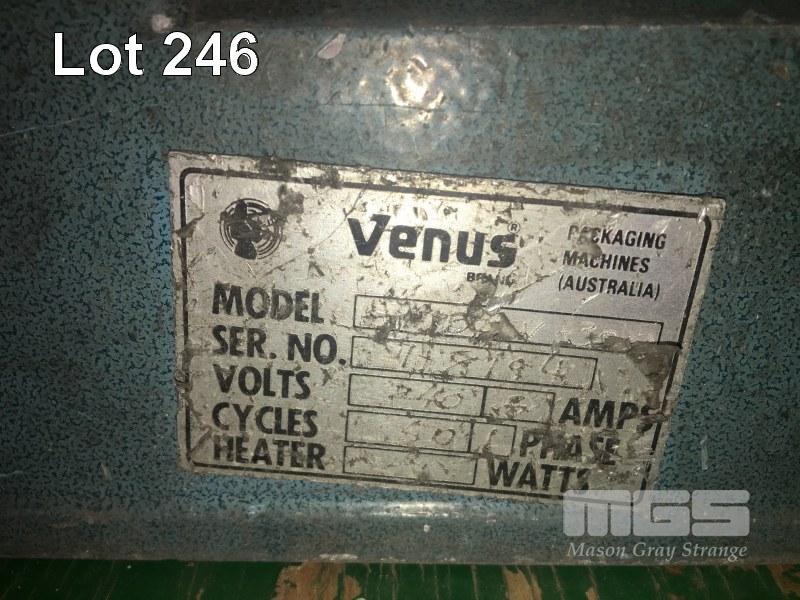 Lot 246
Venus®
BRAND
PACKAGING
MACHINES
(AUSTRALIA)
MODEL
SER. NO.
VOLTS AMPS
CYCLES PHASE
HEATER WATTS
MGS
Mason Gray Strange